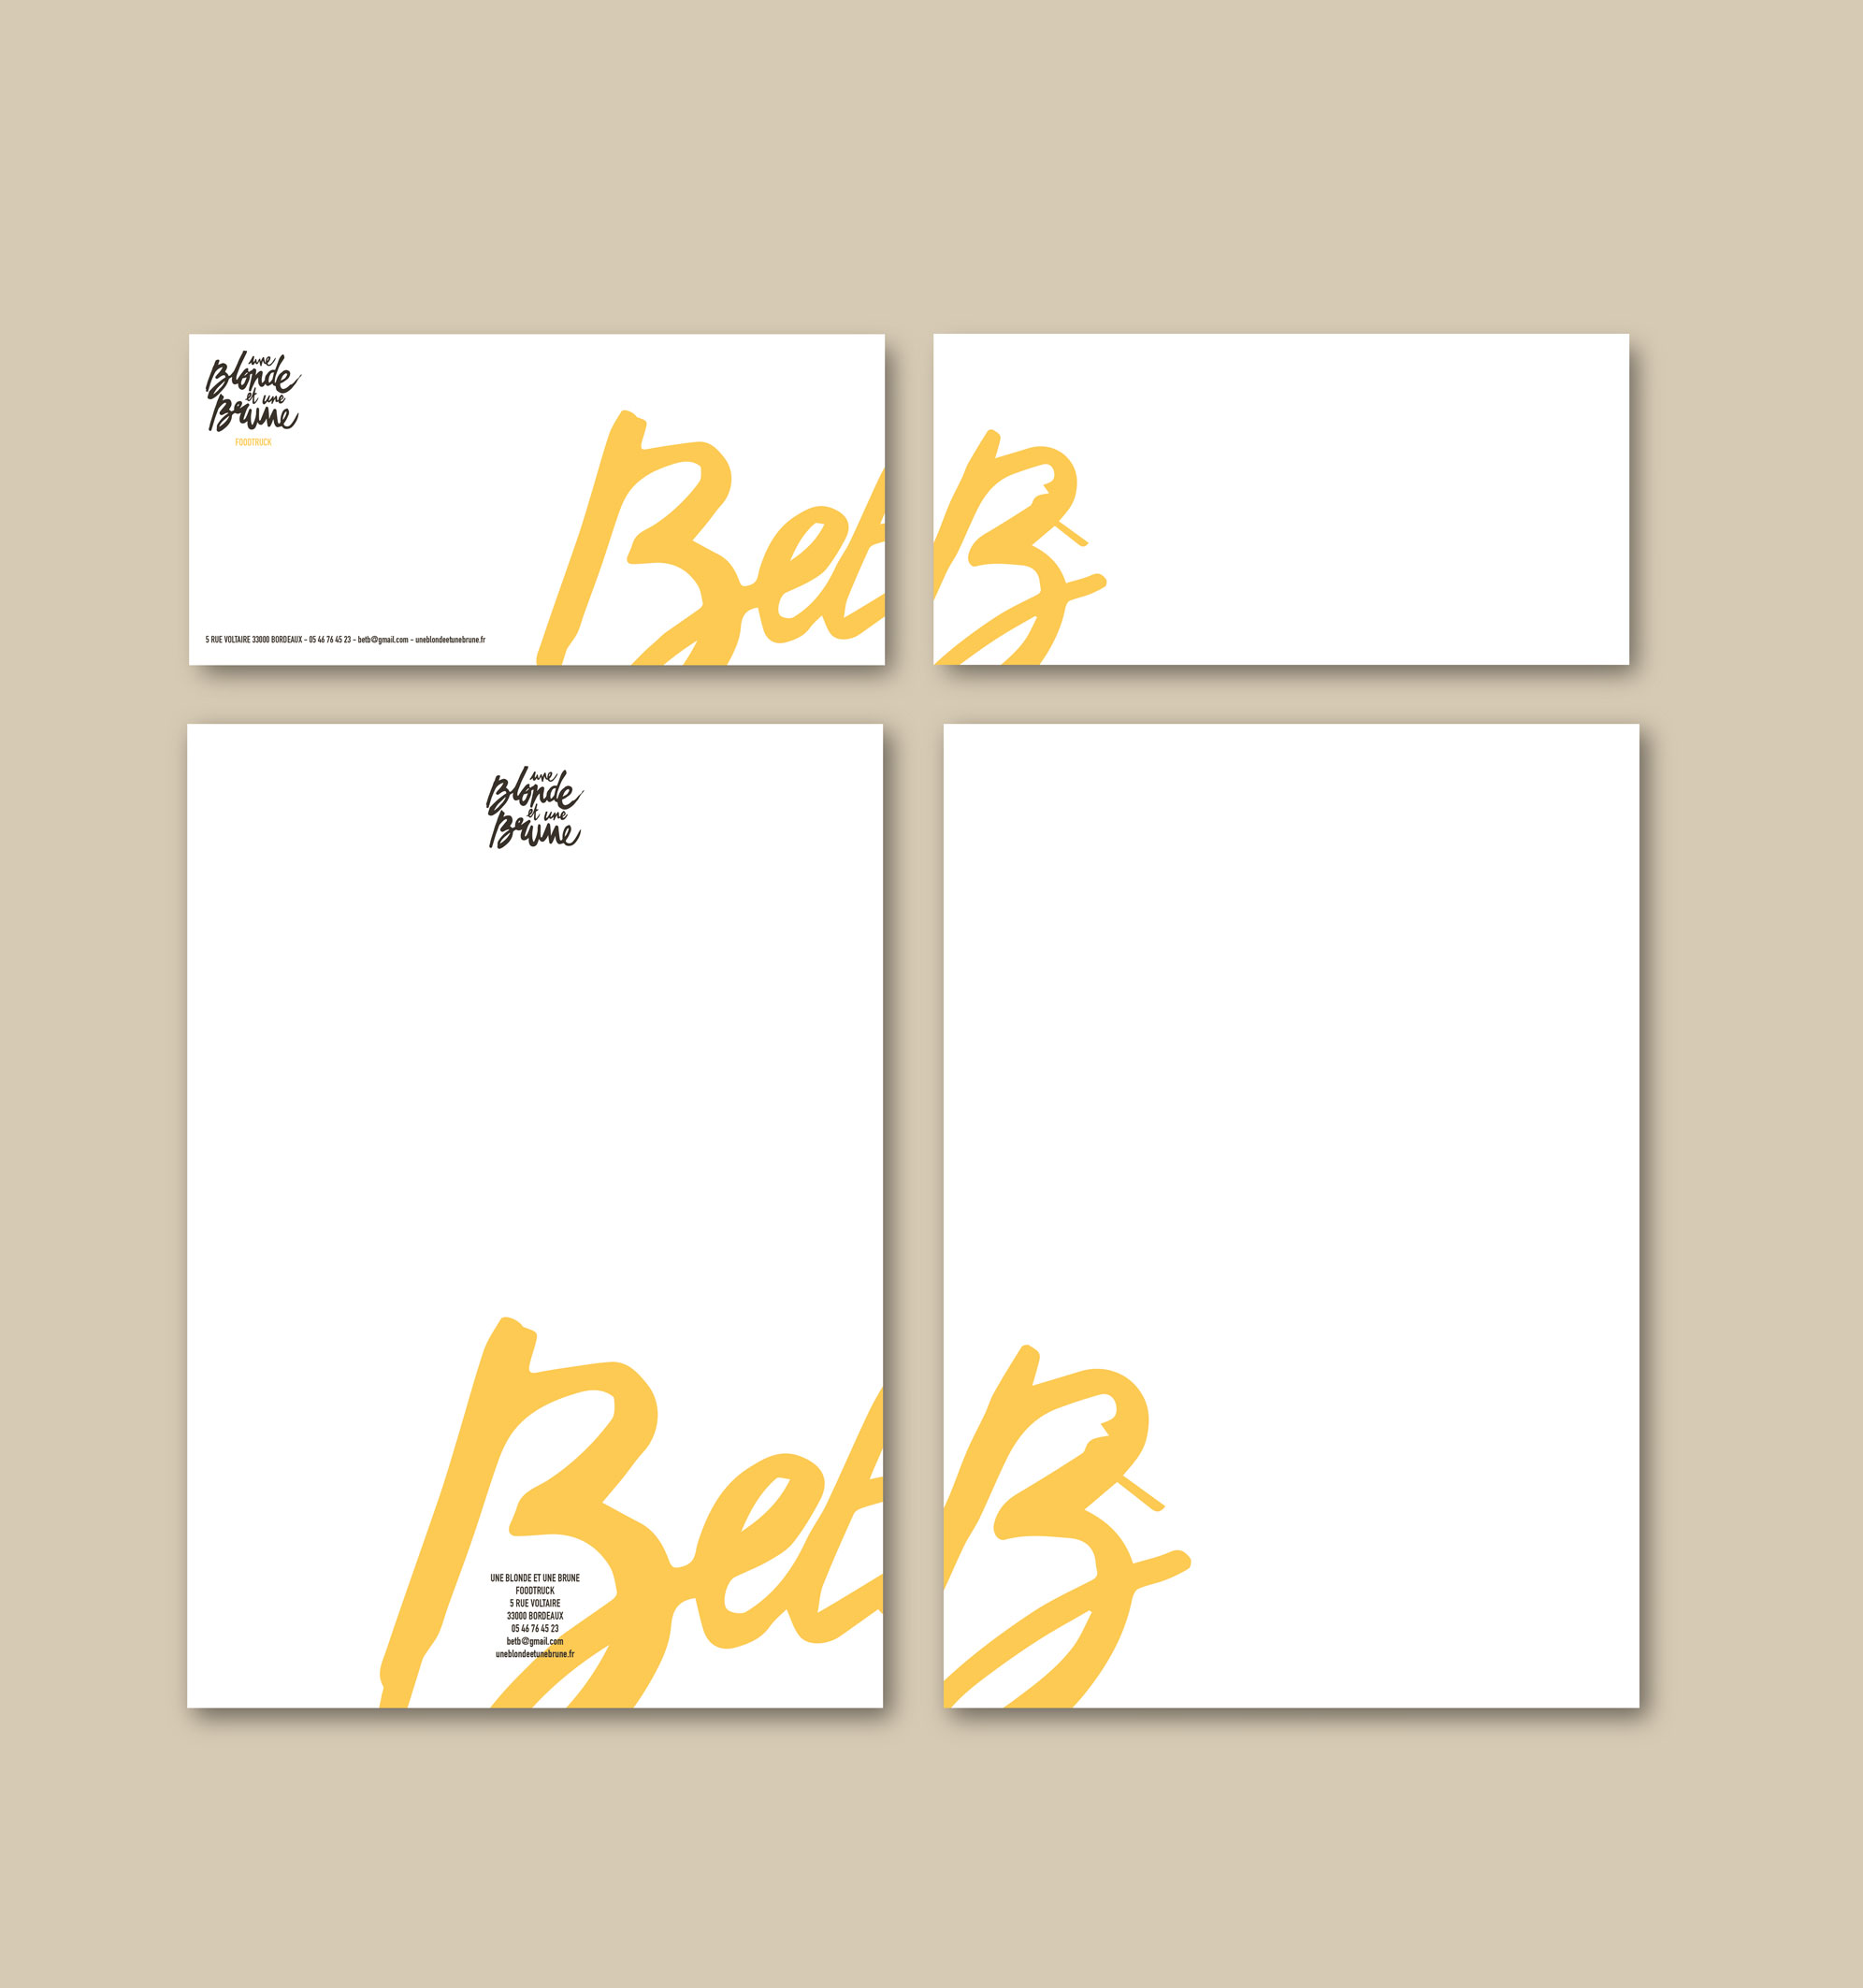 une
Blonde
et une
Brune
FOODTRUCK
Bet
B
5 RUE VOLTAIRE 33000 BORDEAUX – 05 46 76 45 23 – betb@gmail.com – uneblondeetunebrune.fr
une
Blonde
et une
Brune
Bet
B
UNE BLONDE ET UNE BRUNE
FOODTRUCK
5 RUE VOLTAIRE
33000 BORDEAUX
05 46 76 45 23
betb@gmail.com
uneblondeetunebrune.fr